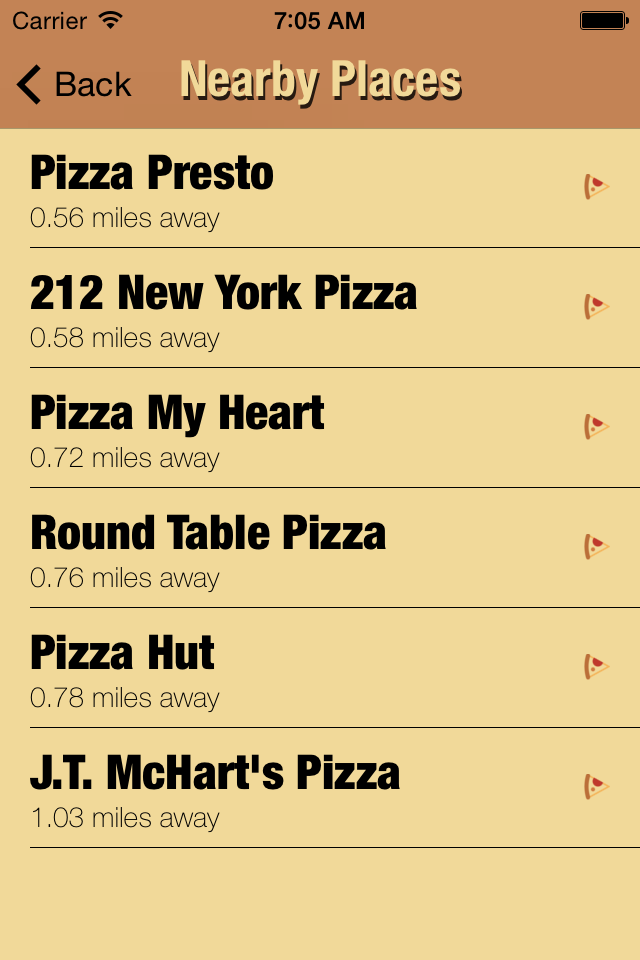 Carrier 7:05 AM
Back Nearby Places
Pizza Presto
0.56 miles away
212 New York Pizza
0.58 miles away
Pizza My Heart
0.72 miles away
Round Table Pizza
0.76 miles away
Pizza Hut
0.78 miles away
J.T. McHart's Pizza
1.03 miles away